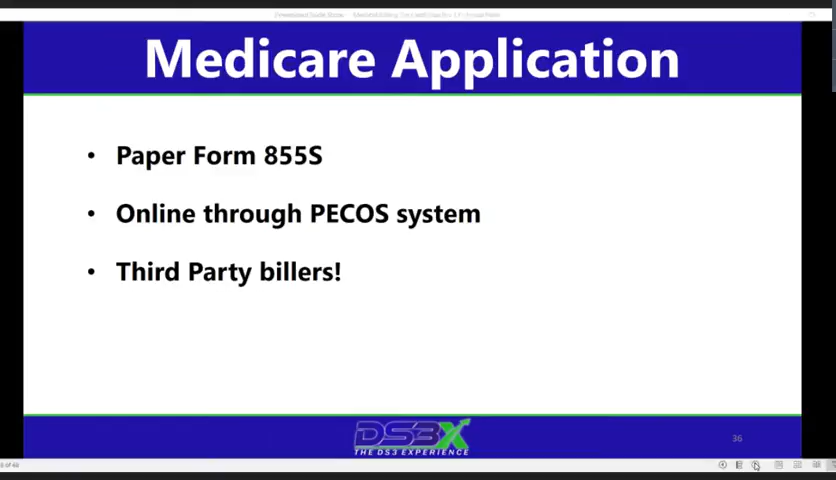 Medicare Application
• Paper Form 855S
• Online through PECOS system
• Third Party billers!
DS3X
THE DS3 EXPERIENCE
36